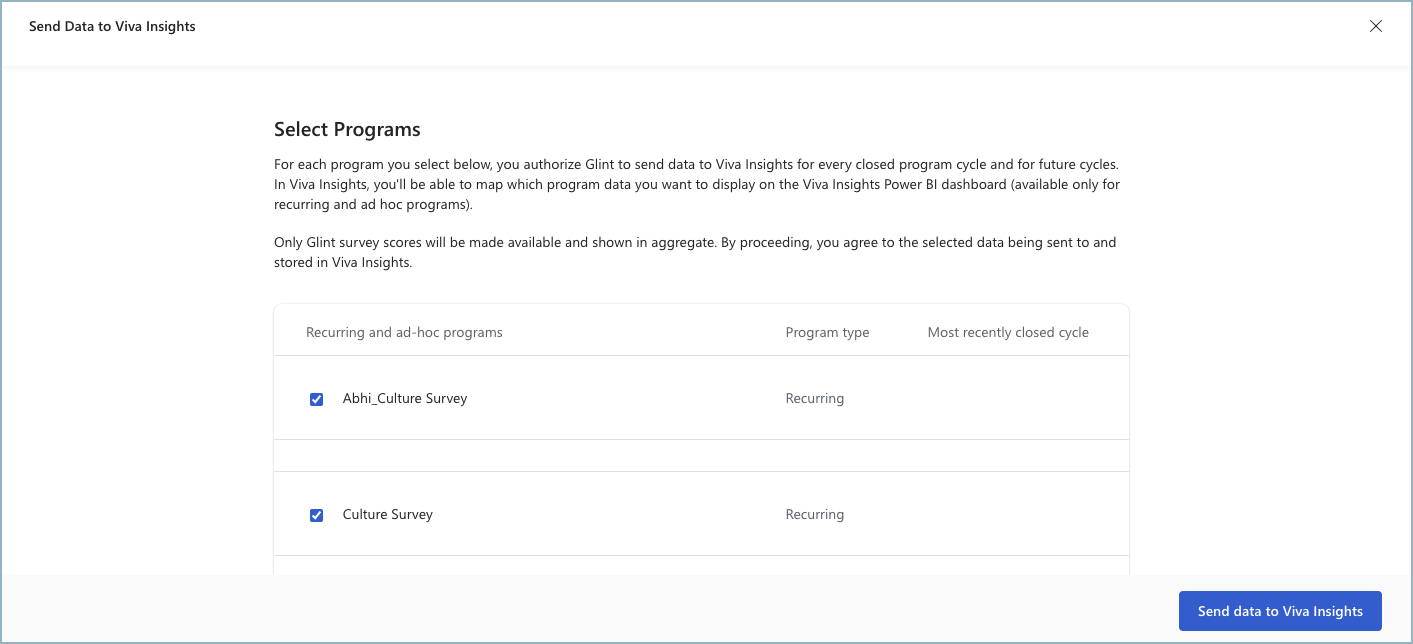 Send Data to Viva Insights
Select Programs
For each program you select below, you authorize Glint to send data to Viva Insights for every closed program cycle and for future cycles.
In Viva Insights, you'll be able to map which program data you want to display on the Viva Insights Power BI dashboard (available only for
recurring and ad hoc programs).
Only Glint survey scores will be made available and shown in aggregate. By proceeding, you agree to the selected data being sent to and
stored in Viva Insights.
Recurring and ad-hoc programs Program type Most recently closed cycle
Abhi_Culture Survey Recurring
Culture Survey Recurring
Send data to Viva Insights